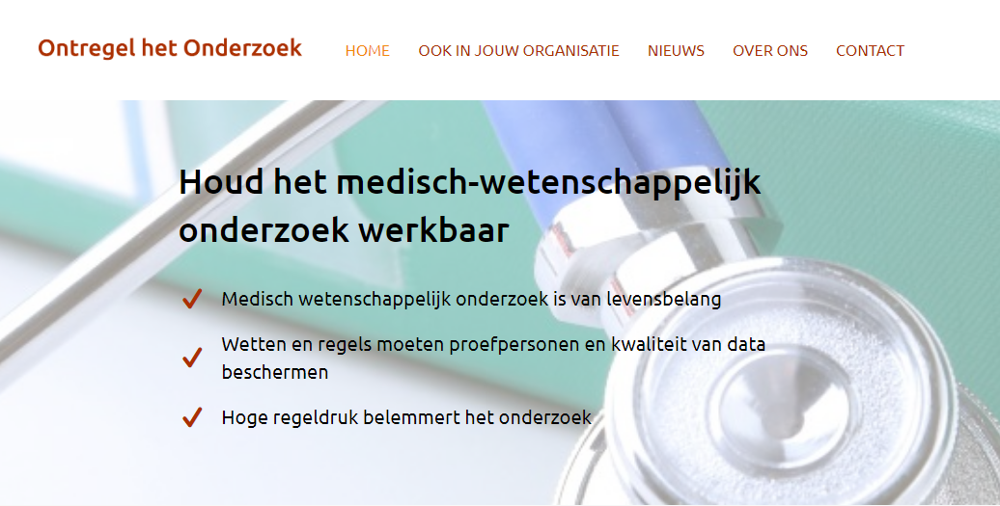 Ontregel het Onderzoek
HOME OOK IN JOUW ORGANISATIE NIEUWS OVER ONS CONTACT
Houd het medisch-wetenschappelijk
onderzoek werkbaar
Medisch wetenschappelijk onderzoek is van levensbelang
Wetten en regels moeten proefpersonen en kwaliteit van data
beschermen
Hoge regeldruk belemmert het onderzoek